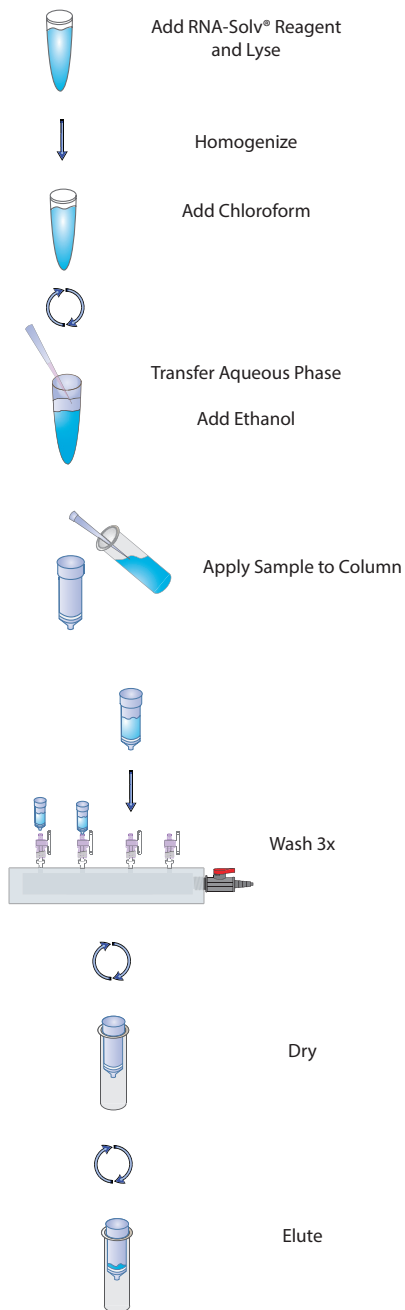 Add RNA-Solv® Reagent
and Lyse
Homogenize
Add Chloroform
Transfer Aqueous Phase
Add Ethanol
Apply Sample to Column
Wash 3x
Dry
Elute